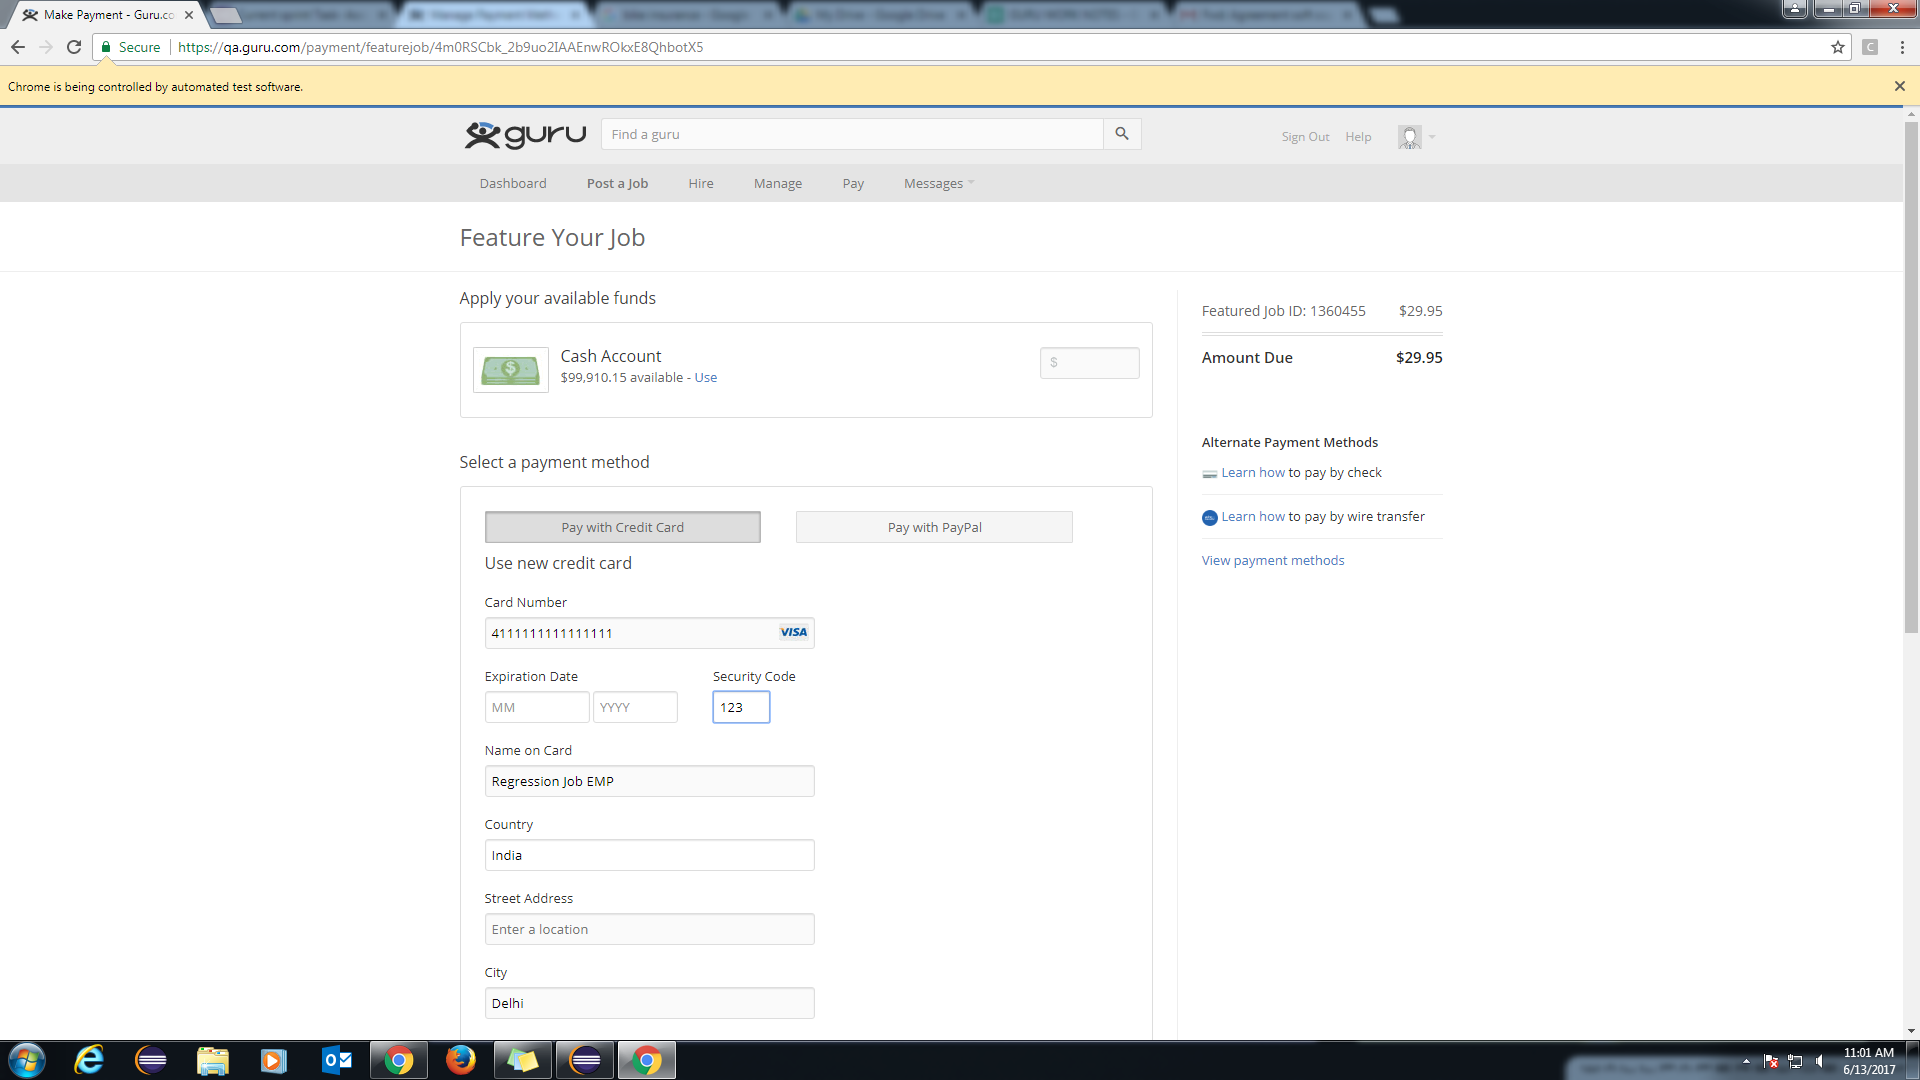 Make Payment - Guru.co
Secure
https://qa.guru.com/payment/featurejob/4m0RSCbk_2b9uo2IAAEnwROkxE8QhbotX5
Chrome is being controlled by automated test software.
guru
Find a guru
Sign Out
Help
Dashboard
Post a Job
Hire
Manage
Pay
Messages
Feature Your Job
Apply your available funds
Cash Account
$99,910.15 available - Use
$
Select a payment method
Pay with Credit Card
Pay with PayPal
Use new credit card
Card Number
4111111111111111
VISA
Expiration Date
Security Code
MM
YYYY
123
Name on Card
Regression Job EMP
Country
India
Street Address
Enter a location
City
Delhi
Featured Job ID: 1360455 $29.95
Amount Due $29.95
Alternate Payment Methods
Learn how to pay by check
Learn how to pay by wire transfer
View payment methods
11:01 AM
6/13/2017